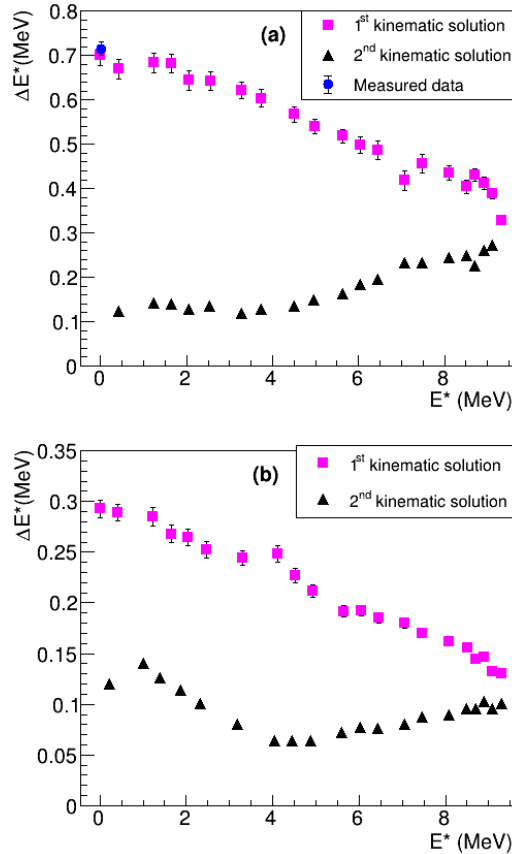 (a)
1st kinematic solution
2nd kinematic solution
Measured data
ΔE*(MeV)
0.8
0.7
0.6
0.5
0.4
0.3
0.2
0.1
0
0 2 4 6 8
E* (MeV)
(b)
1st kinematic solution
2nd kinematic solution
ΔE*(MeV)
0.35
0.3
0.25
0.2
0.15
0.1
0.05
0
0 2 4 6 8
E* (MeV)